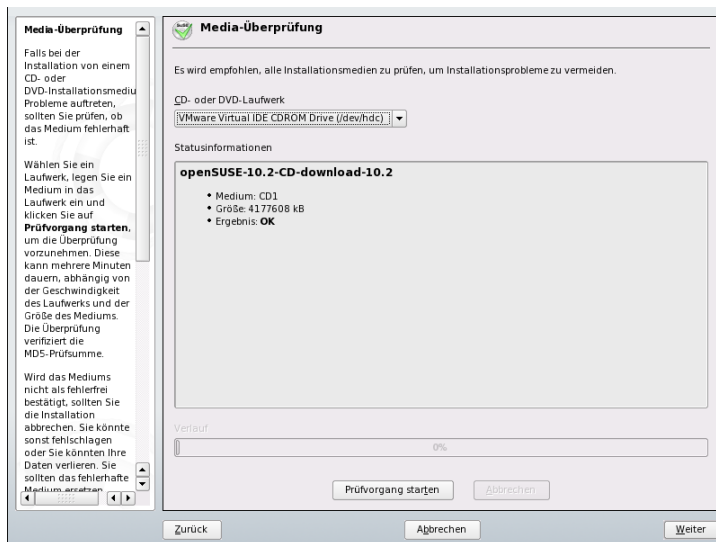 Media-Überprüfung
Falls bei der
Installation von einem
CD- oder
DVD-Installationsmediu
Probleme auftreten,
sollten Sie prüfen, ob
das Medium fehlerhaft
ist.
Wählen Sie ein
Laufwerk, legen Sie ein
Medium in das
Laufwerk ein und
klicken Sie auf
Prüfvorgang starten,
um die Überprüfung
vorzunehmen. Diese
kann mehrere Minuten
dauern, abhängig von
der Geschwindigkeit
des Laufwerks und der
Größe des Mediums.
Die Überprüfung
verifiziert die
MD5-Prüfsumme.
Wird das Mediums
nicht als fehlerfrei
bestätigt, sollten Sie
die Installation
abbrechen. Sie könnte
sonst fehlschlagen
oder Sie könnten Ihre
Daten verlieren. Sie
sollten das fehlerhafte
Medium ersetzen
Media-Überprüfung
Es wird empfohlen, alle Installationsmedien zu prüfen, um Installationsprobleme zu vermeiden.
CD- oder DVD-Laufwerk
VMware Virtual IDE CDROM Drive (/dev/hdc)
Statusinformationen
openSUSE-10.2-CD-download-10.2
• Medium: CD1
• Größe: 4177608 kB
• Ergebnis: OK
Verlauf
0%
Prüfvorgang starten
Abbrechen
Zurück
Abbrechen
Weiter